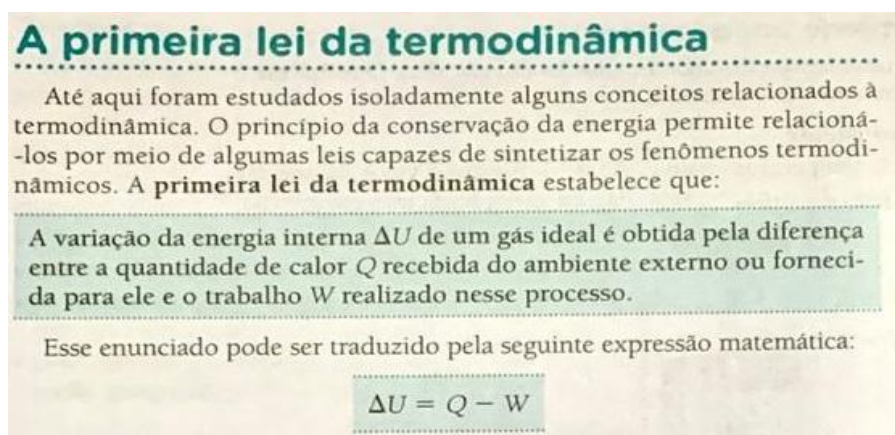 A primeira lei da termodinâmica
Até aqui foram estudados isoladamente alguns conceitos relacionados à
termodinâmica. O princípio da conservação da energia permite relacioná-
-los por meio de algumas leis capazes de sintetizar os fenômenos termodi-
nâmicos. A primeira lei da termodinâmica estabelece que:
A variação da energia interna ΔU de um gás ideal é obtida pela diferença
entre a quantidade de calor Q recebida do ambiente externo ou forneci-
da para ele e o trabalho W realizado nesse processo.
Esse enunciado pode ser traduzido pela seguinte expressão matemática:
ΔU = Q − W